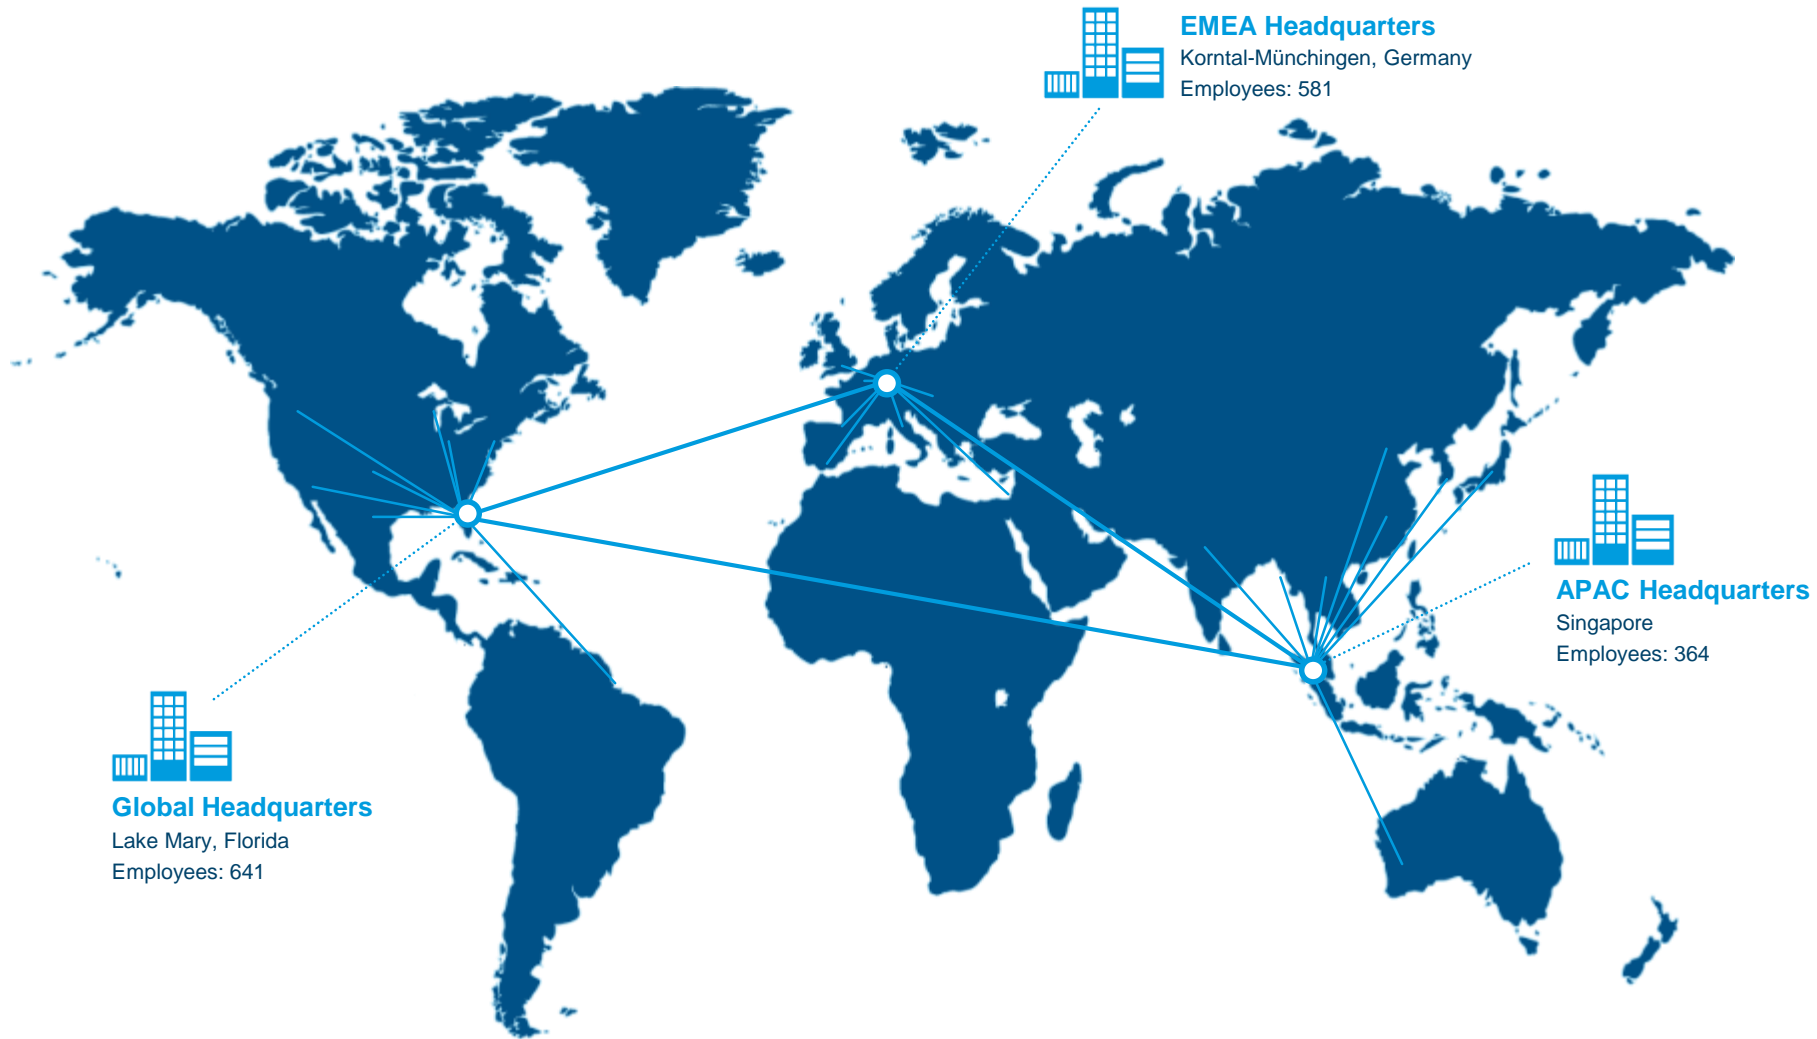 EMEA Headquarters
Korntal-Münchingen, Germany
Employees: 581
APAC Headquarters
Singapore
Employees: 364
Global Headquarters
Lake Mary, Florida
Employees: 641